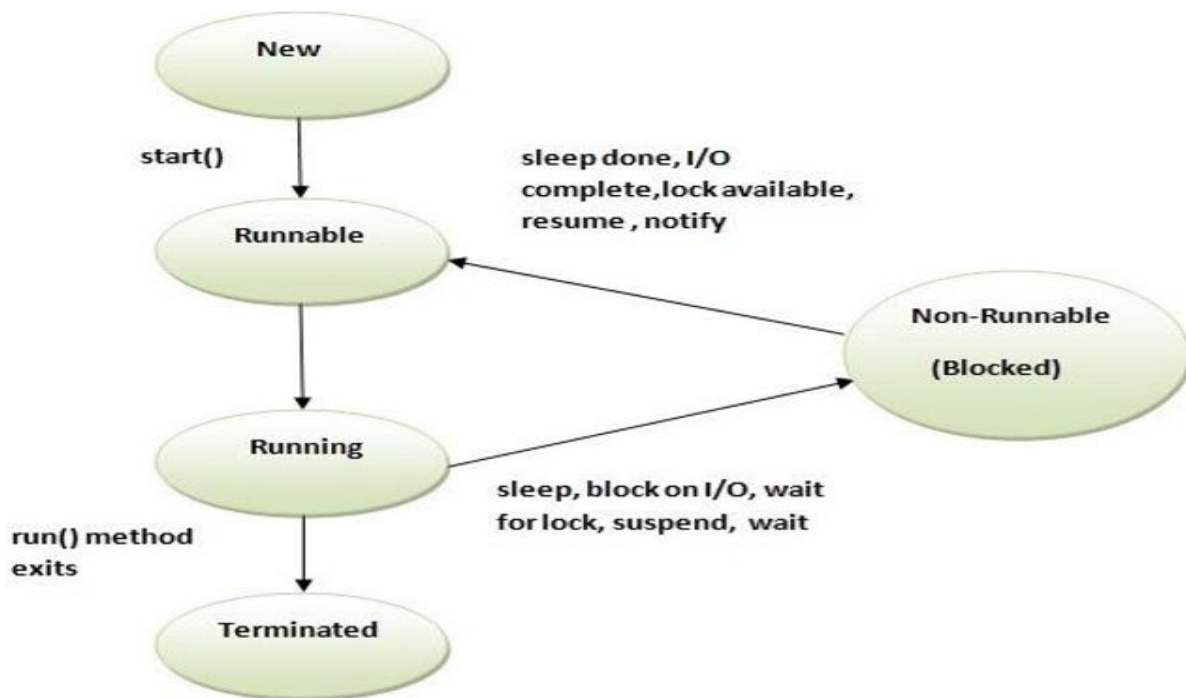 New
start()
sleep done, I/O
complete,lock available,
resume , notify
Runnable
Non-Runnable
(Blocked)
Running
sleep, block on I/O, wait
for lock, suspend, wait
run() method
exits
Terminated